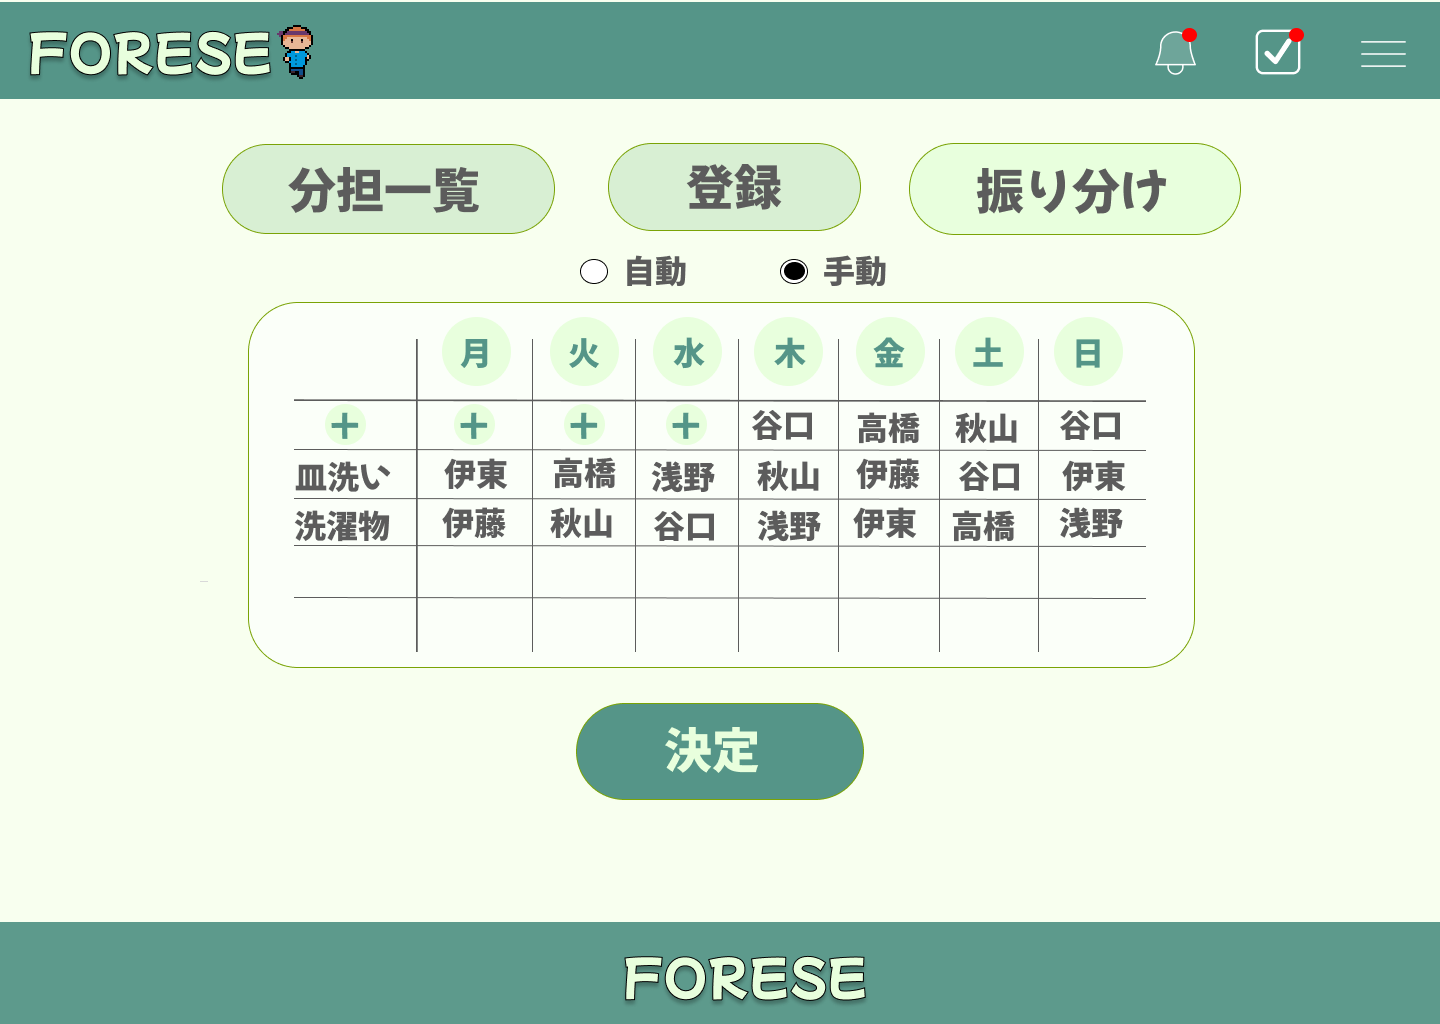 FORESE
分担一覧 登録 振り分け
自動 手動
月 火 水 木 金 土 日
+ + + + 谷口 高橋 秋山 谷口
皿洗い 伊東 高橋 浅野 秋山 伊藤 谷口 伊東
洗濯物 伊藤 秋山 谷口 浅野 伊東 高橋 浅野
決定
FORESE